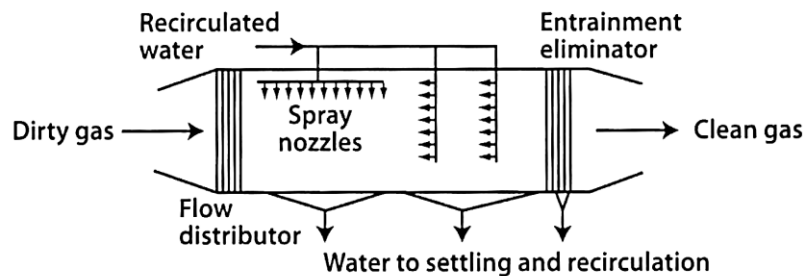 Recirculated
water
Entrainment
eliminator
Dirty gas
Spray
nozzles
Clean gas
Flow
distributor
Water to settling and recirculation